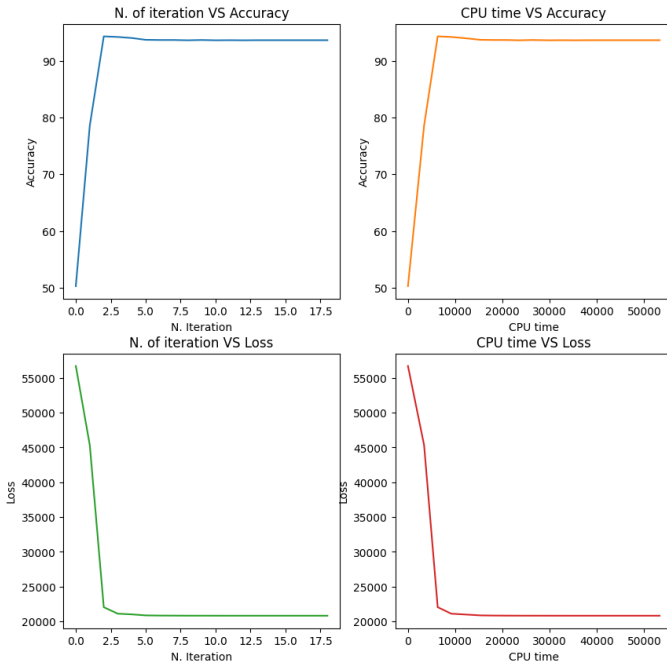 N. of iteration VS Accuracy
Accuracy
90
80
70
60
50
0.0 2.5 5.0 7.5 10.0 12.5 15.0 17.5
N. Iteration
CPU time VS Accuracy
Accuracy
90
80
70
60
50
0 10000 20000 30000 40000 50000
CPU time
N. of iteration VS Loss
Loss
55000
50000
45000
40000
35000
30000
25000
20000
0.0 2.5 5.0 7.5 10.0 12.5 15.0 17.5
N. Iteration
CPU time VS Loss
Loss
55000
50000
45000
40000
35000
30000
25000
20000
0 10000 20000 30000 40000 50000
CPU time